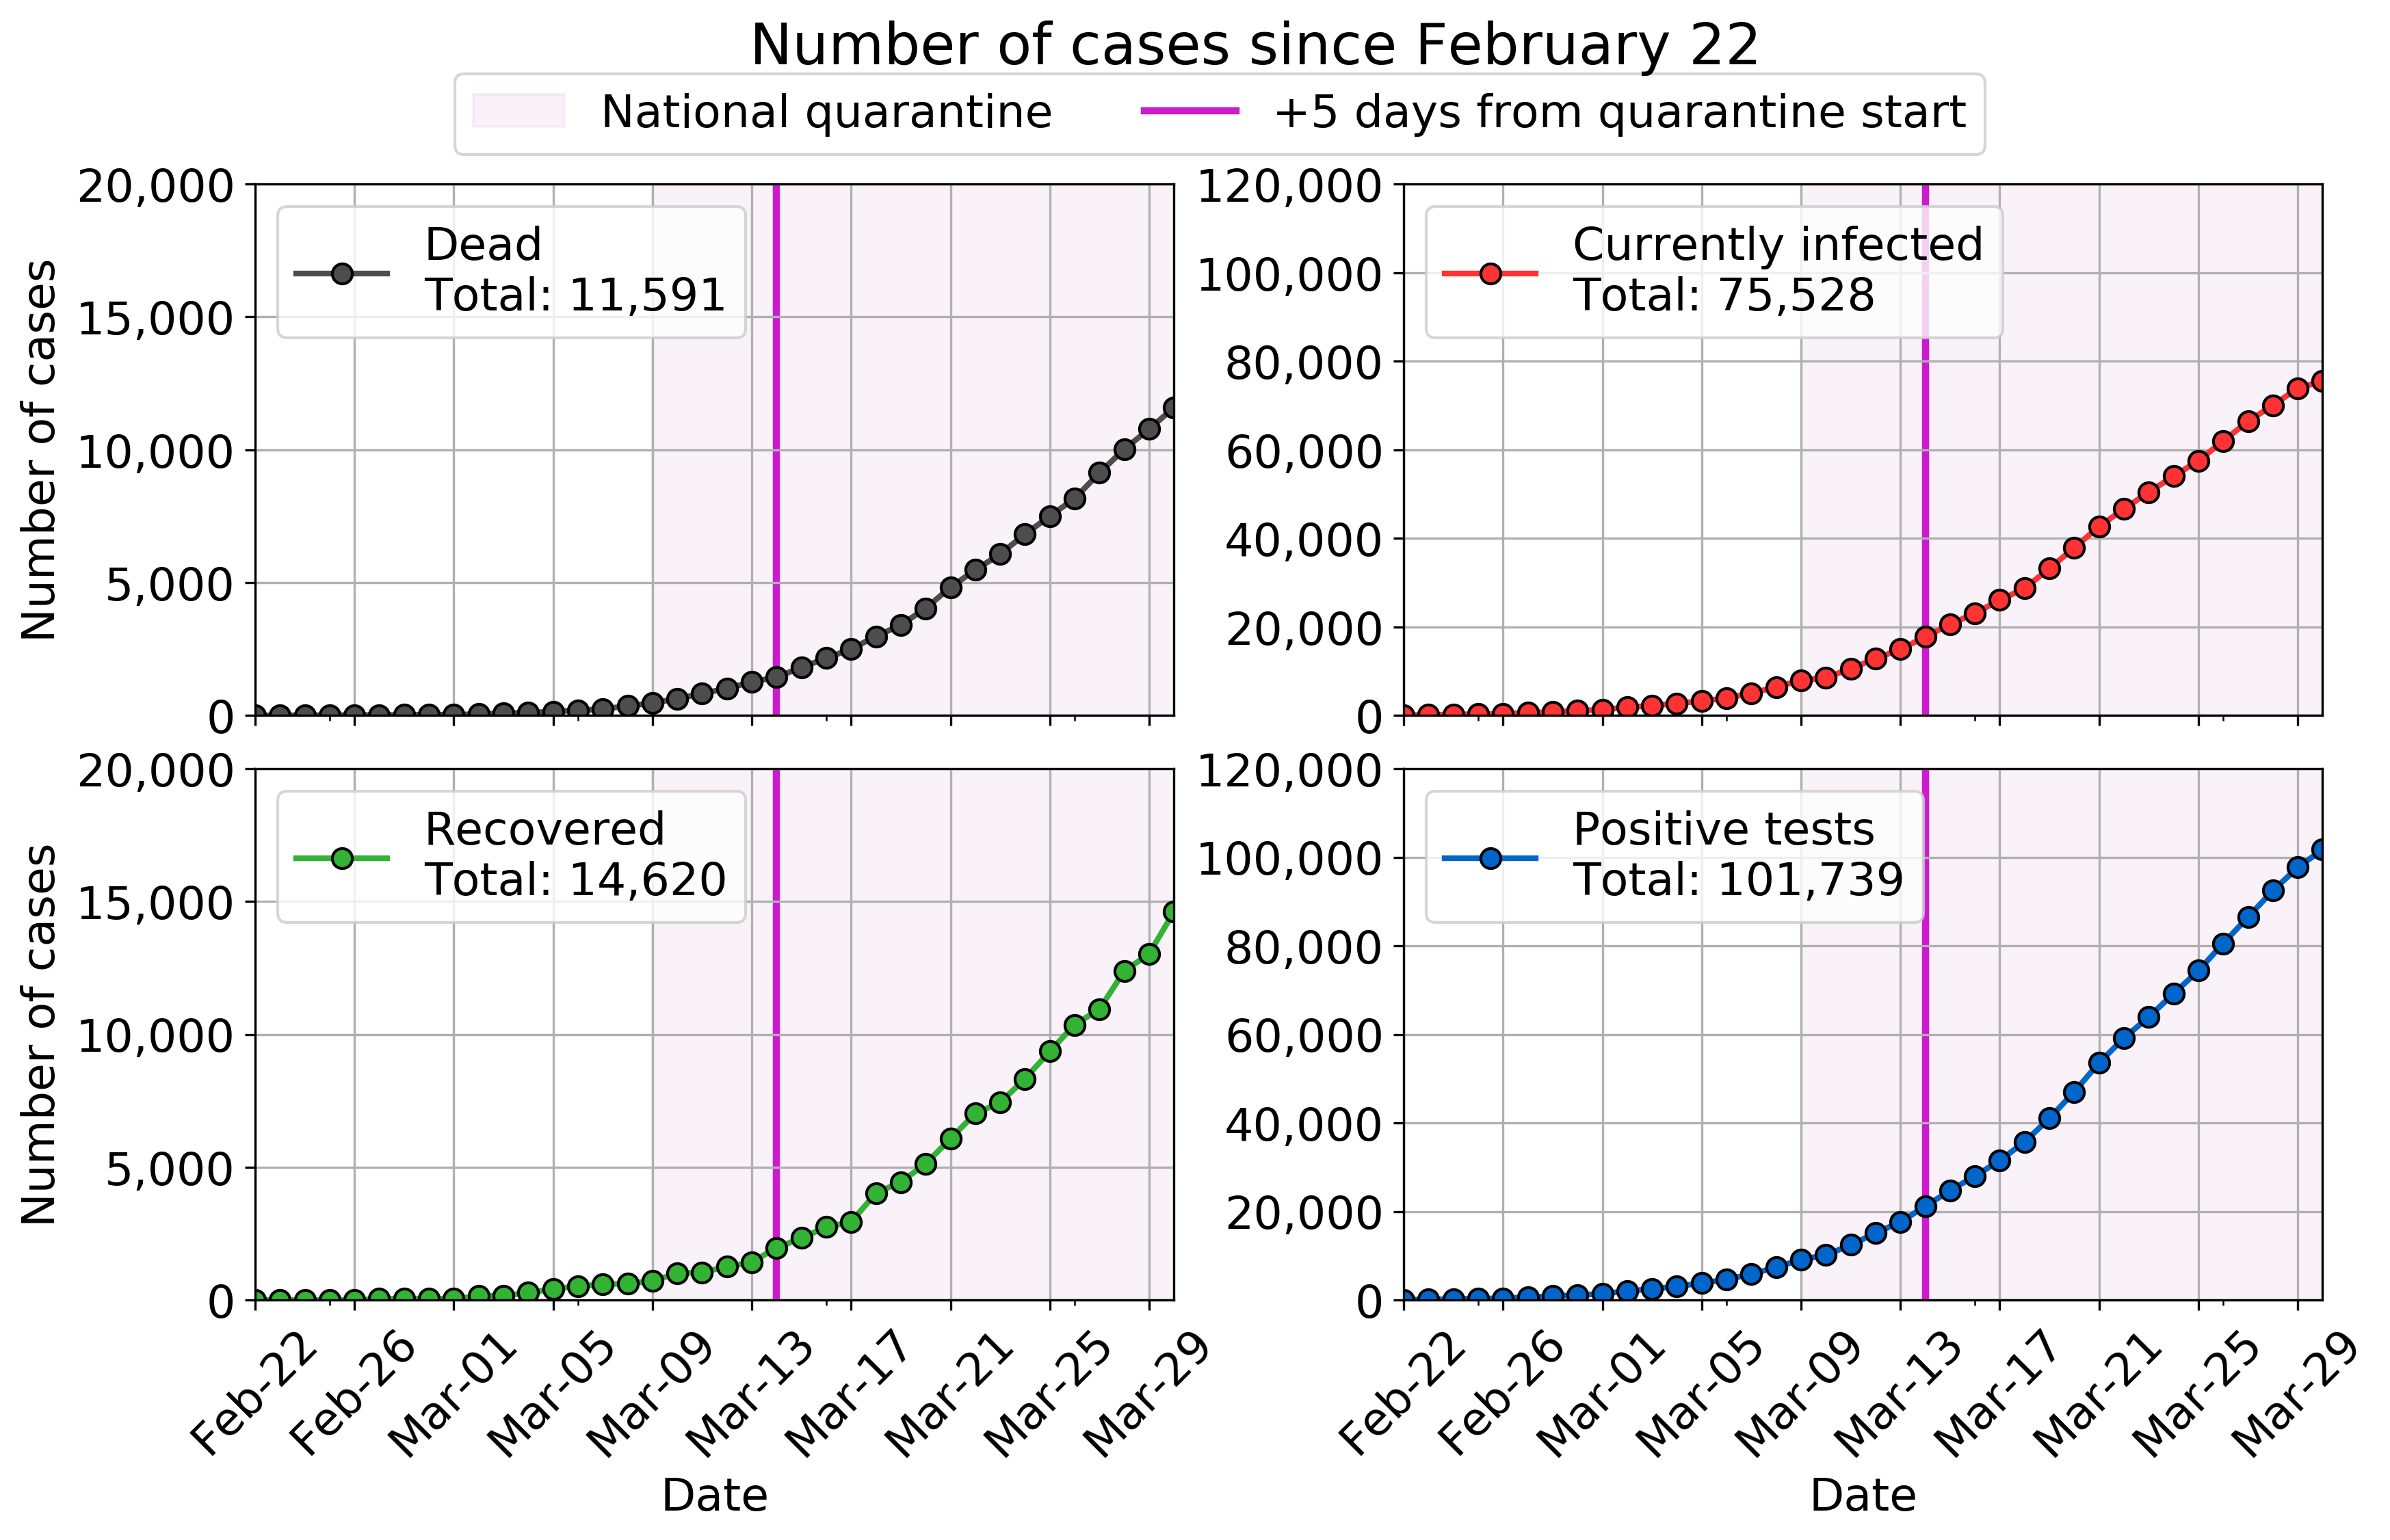 Number of cases since February 22
National quarantine
+5 days from quarantine start
20,000
15,000
10,000
5,000
0
Number of cases
Dead
Total: 11,591
120,000
100,000
80,000
60,000
40,000
20,000
0
Currently infected
Total: 75,528
20,000
15,000
10,000
5,000
0
Number of cases
Recovered
Total: 14,620
Feb-22
Feb-26
Mar-01
Mar-05
Mar-09
Mar-13
Mar-17
Mar-21
Mar-25
Mar-29
Date
120,000
100,000
80,000
60,000
40,000
20,000
0
Positive tests
Total: 101,739
Feb-22
Feb-26
Mar-01
Mar-05
Mar-09
Mar-13
Mar-17
Mar-21
Mar-25
Mar-29
Date